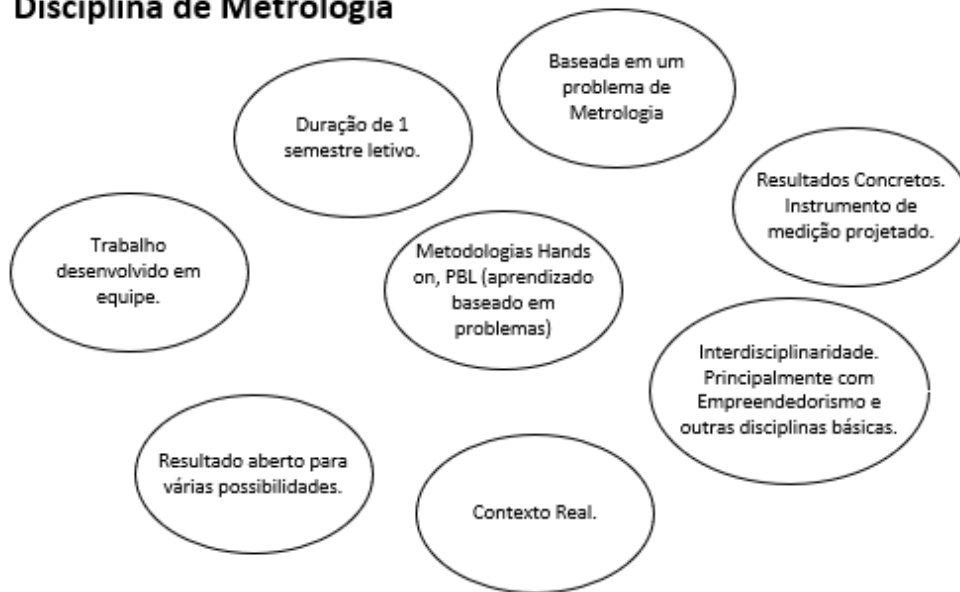 Disciplina de Metrologia
Baseada em um
problema de
Metrologia
Duração de 1
semestre letivo.
Resultados Concretos.
Instrumento de
medição projetado.
Trabalho
desenvolvido em
equipe.
Metodologias Hands
on, PBL (aprendizado
baseado em
problemas)
Interdisciplinaridade.
Principalmente com
Empreendedorismo e
outras disciplinas básicas.
Resultado aberto para
várias possibilidades.
Contexto Real.